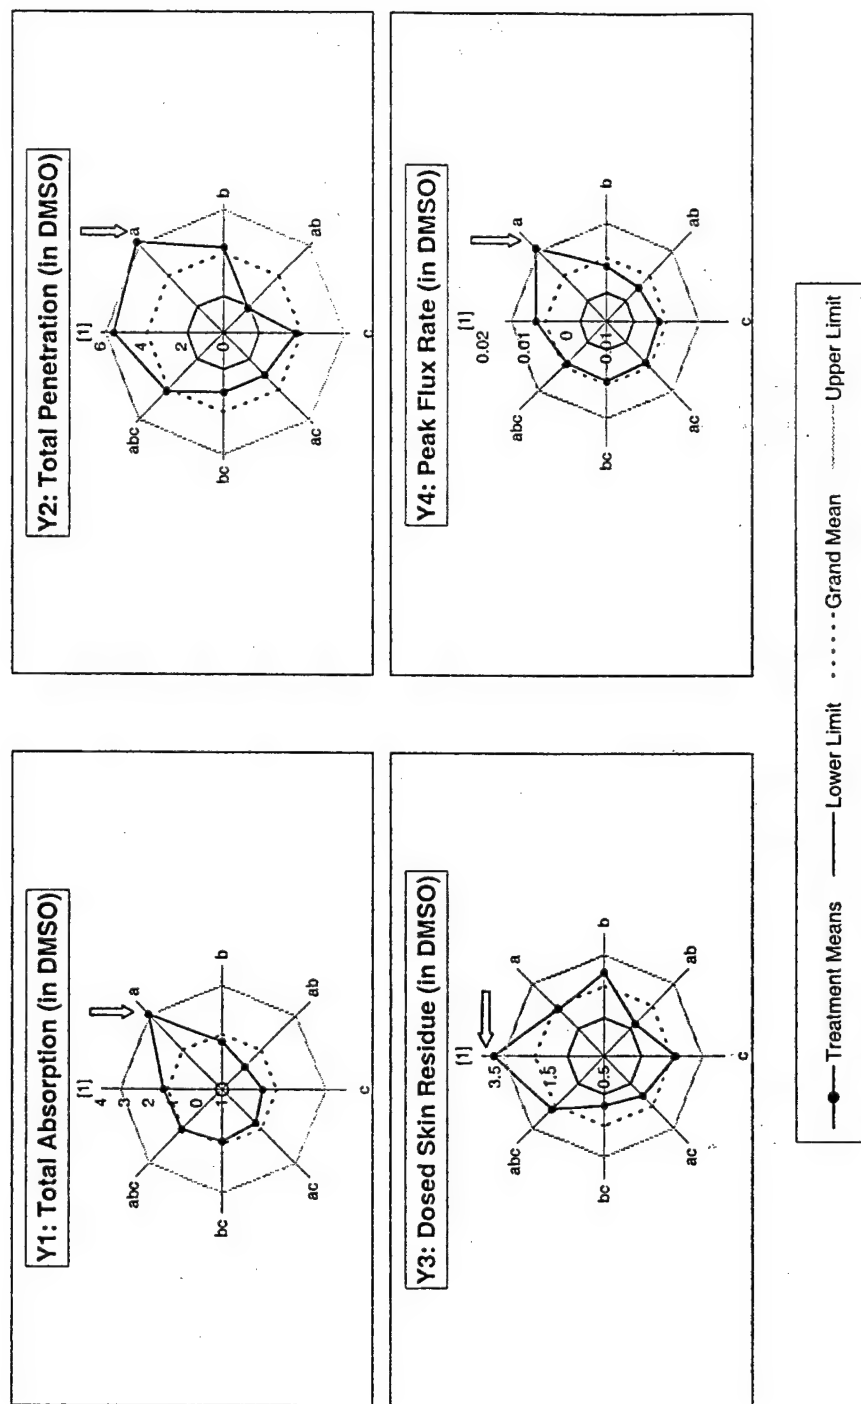 Y1: Total Absorption (in DMSO)
[1]
4
3
2
1
0
a
b
ab
c
ac
bc
abc
Y2: Total Penetration (in DMSO)
[1]
6
4
2
0
a
b
ab
c
ac
bc
abc
Y3: Dosed Skin Residue (in DMSO)
[1]
3.5
1.5
0.5
a
b
ab
c
ac
bc
abc
Y4: Peak Flux Rate (in DMSO)
[1]
0.02
0.01
0
0.01
a
b
ab
c
ac
bc
abc
Treatment Means Lower Limit Grand Mean Upper Limit